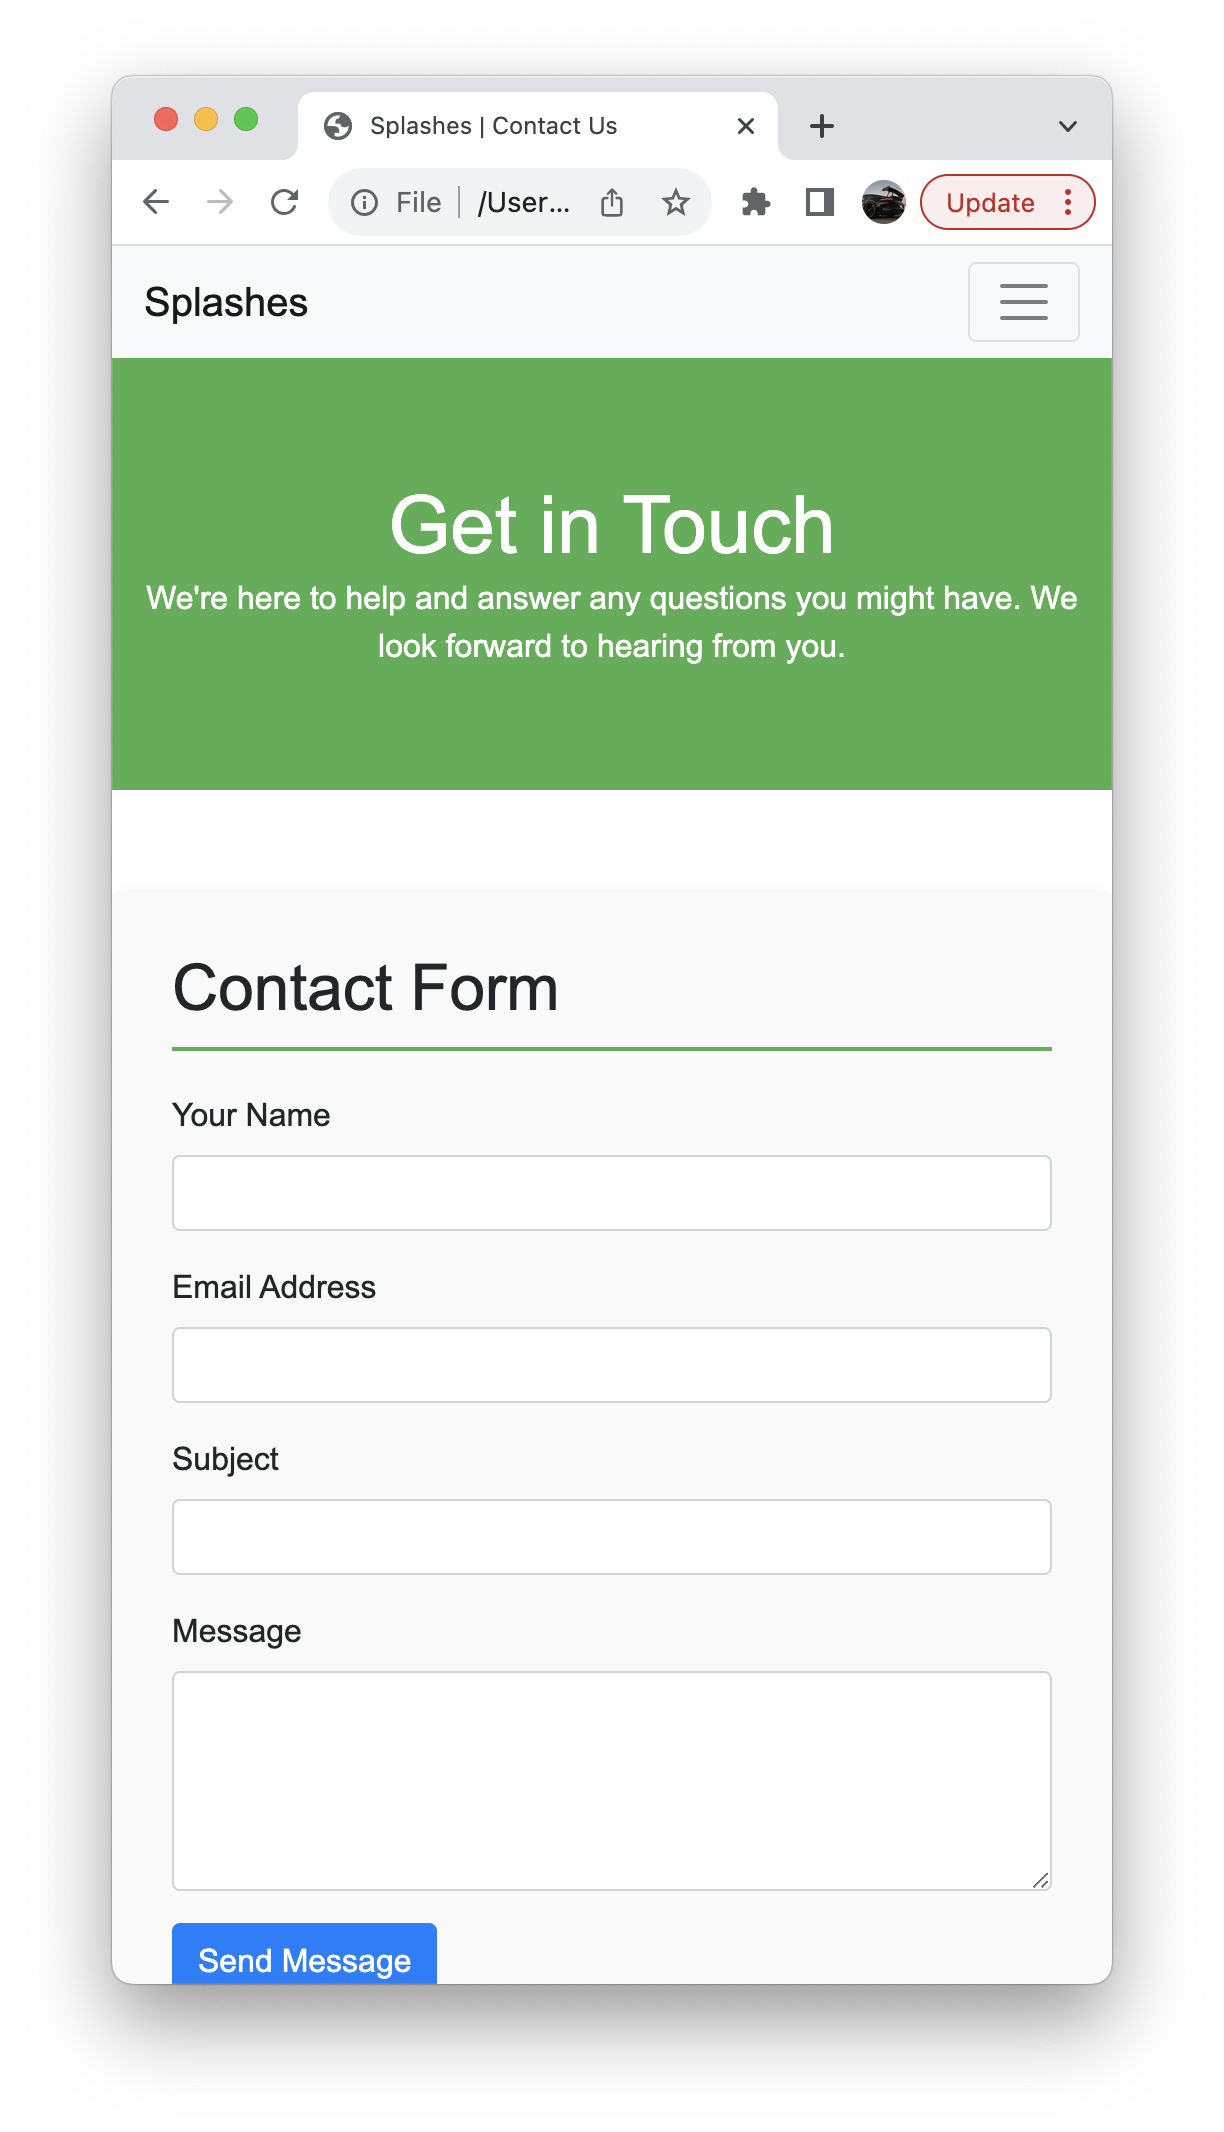 Splashes | Contact Us
File
/User...
Update
Splashes
Get in Touch
We're here to help and answer any questions you might have. We
look forward to hearing from you.
Contact Form
Your Name
Email Address
Subject
Message
Send Message